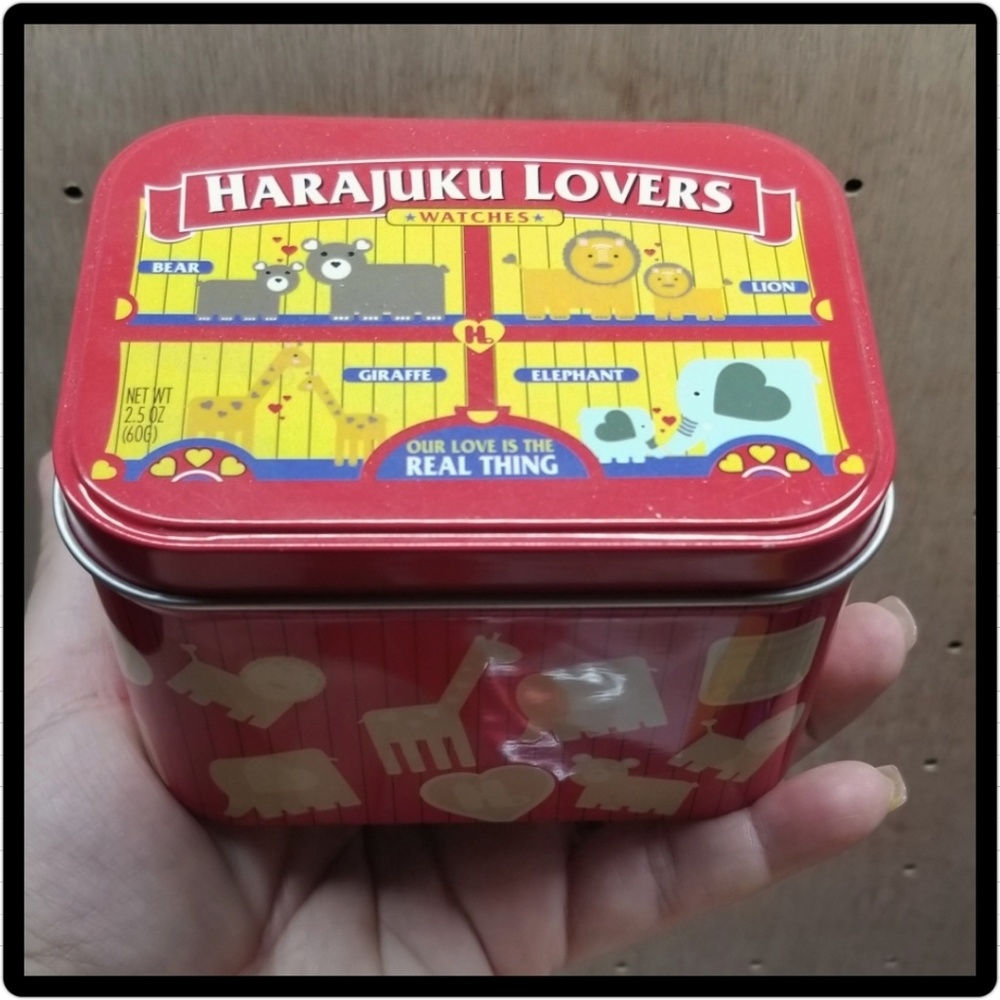 HARAJUKU LOVERS
WATCHES
BEAR
LION
H.
GIRAFFE
ELEPHANT
NET WT
2.5 OZ
(60G)
OUR LOVE IS THE
REAL THING
H.